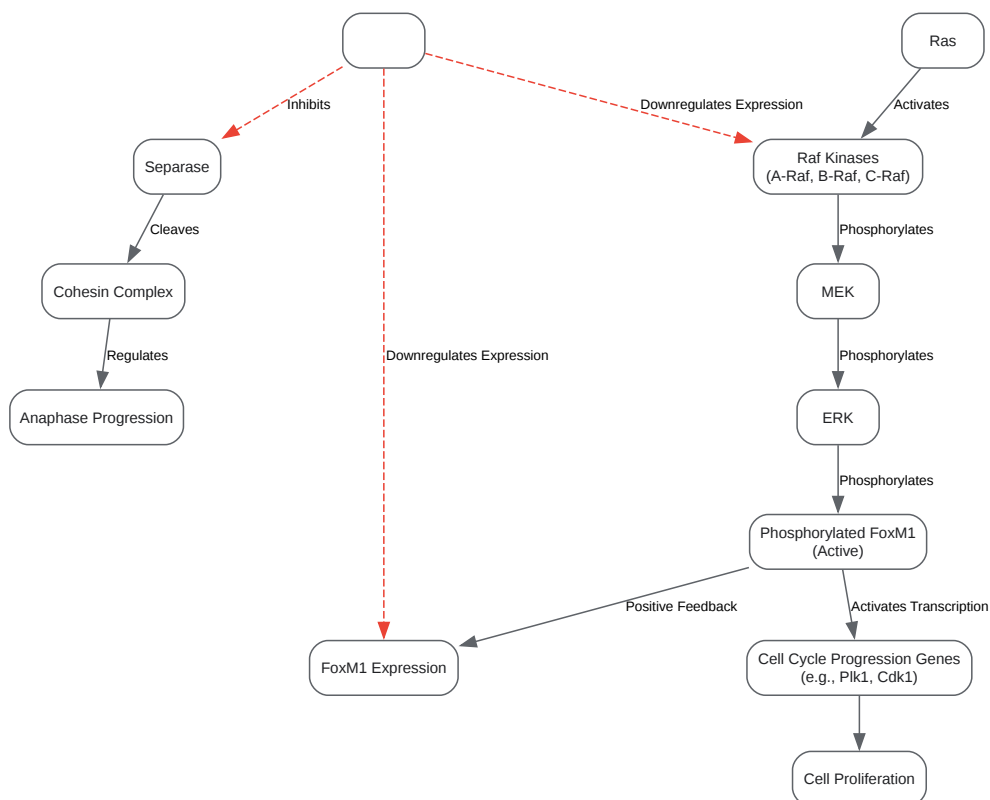 Ras
Inhibits
Downregulates Expression
Activates
Separase
Raf Kinases
(A-Raf, B-Raf, C-Raf)
Cleaves
Phosphorylates
Cohesin Complex
MEK
Regulates
Downregulates Expression
Phosphorylates
Anaphase Progression
ERK
Phosphorylates
Phosphorylated FoxM1
(Active)
Positive Feedback
Activates Transcription
FoxM1 Expression
Cell Cycle Progression Genes
(e.g., Plk1, Cdk1)
Cell Proliferation